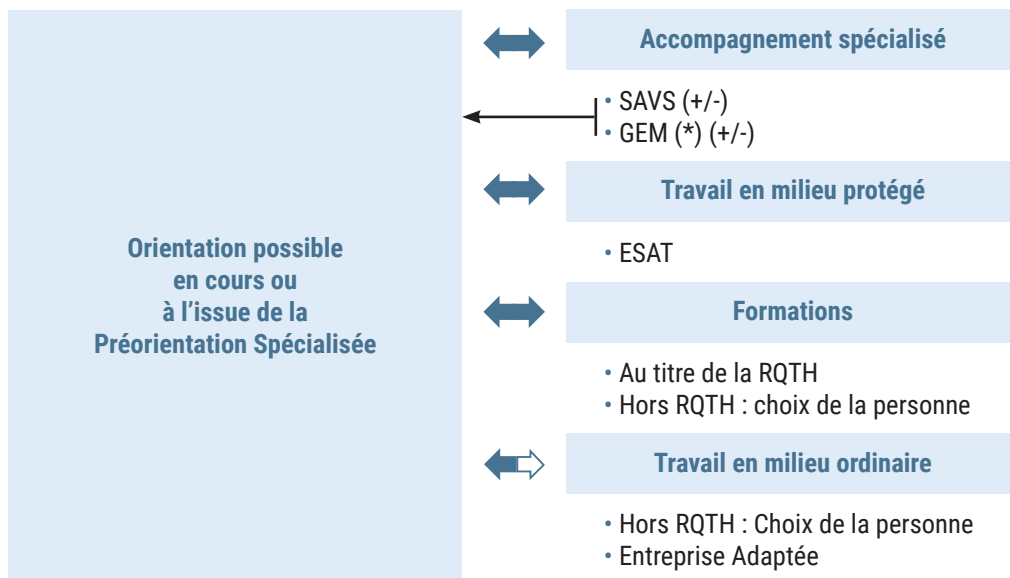 Orientation possible
en cours ou
à l'issue de la
Préorientation Spécialisée
Accompagnement spécialisé
• SAVS (+/-)
• GEM (*) (+/-)
Travail en milieu protégé
• ESAT
Formations
• Au titre de la RQTH
• Hors RQTH : choix de la personne
Travail en milieu ordinaire
• Hors RQTH : Choix de la personne
• Entreprise Adaptée